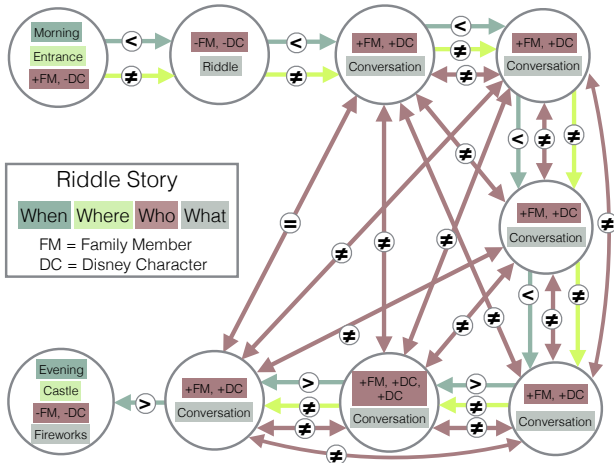 Morning
Entrance
+FM, -DC
<
≠
-FM, -DC
Riddle
<
≠
+FM, +DC
Conversation
<
≠
≠
+FM, +DC
Conversation
<
≠
≠
≠
≠
+FM, +DC
Conversation
Riddle Story
When Where Who What
FM = Family Member
DC = Disney Character
=
≠
≠
≠
≠
≠
≠
≠
<
≠
≠
Evening
Castle
-FM, -DC
Fireworks
>
+FM, +DC
Conversation
>
≠
≠
+FM, +DC,
+DC
Conversation
>
≠
≠
+FM, +DC
Conversation
≠